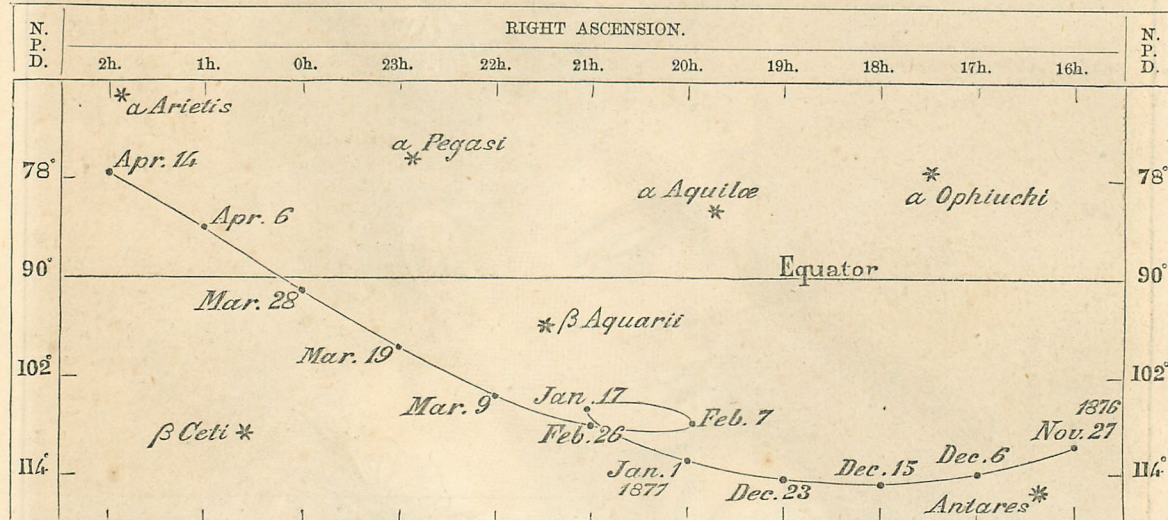 N. P. D.
RIGHT ASCENSION.
N. P. D.
2h. 1h. 0h. 23h. 22h. 21h. 20h. 19h. 18h. 17h. 16h.
α Arietis
α Pegasi
78° Apr. 14
α Aquilæ
α Ophiuchi
78°
Apr. 6
90°
Equator
90°
Mar. 28
β Aquarii
Mar. 19
102°
102°
Jan. 17
Mar. 9
Feb. 7
1876
Nov. 27
β Ceti
Feb. 26
Dec. 6
114°
Jan. 1
1877
Dec. 15
114°
Dec. 23
Antares